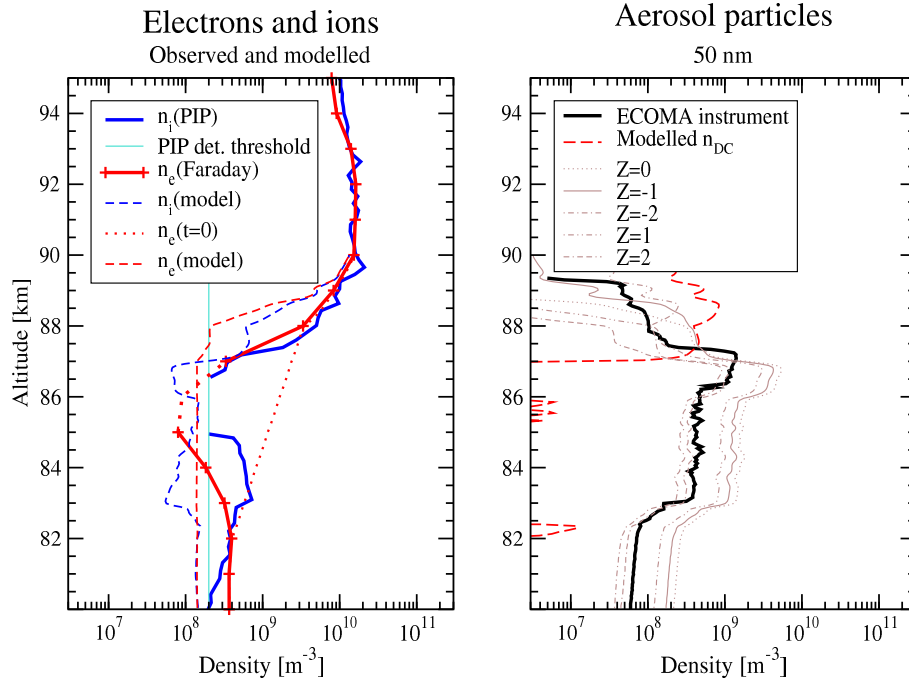 Electrons and ions
Observed and modelled
n_i(PIP)
PIP det. threshold
n_e(Faraday)
n_i(model)
n_e(t=0)
n_e(model)
94
92
90
88
86
84
82
Altitude [km]
10^7
10^8
10^9
10^10
10^11
Density [m^-3]
Aerosol particles
50 nm
ECOMA instrument
Modelled n_DC
Z=0
Z=-1
Z=-2
Z=1
Z=2
94
92
90
88
86
84
82
10^7
10^8
10^9
10^10
10^11
Density [m^-3]